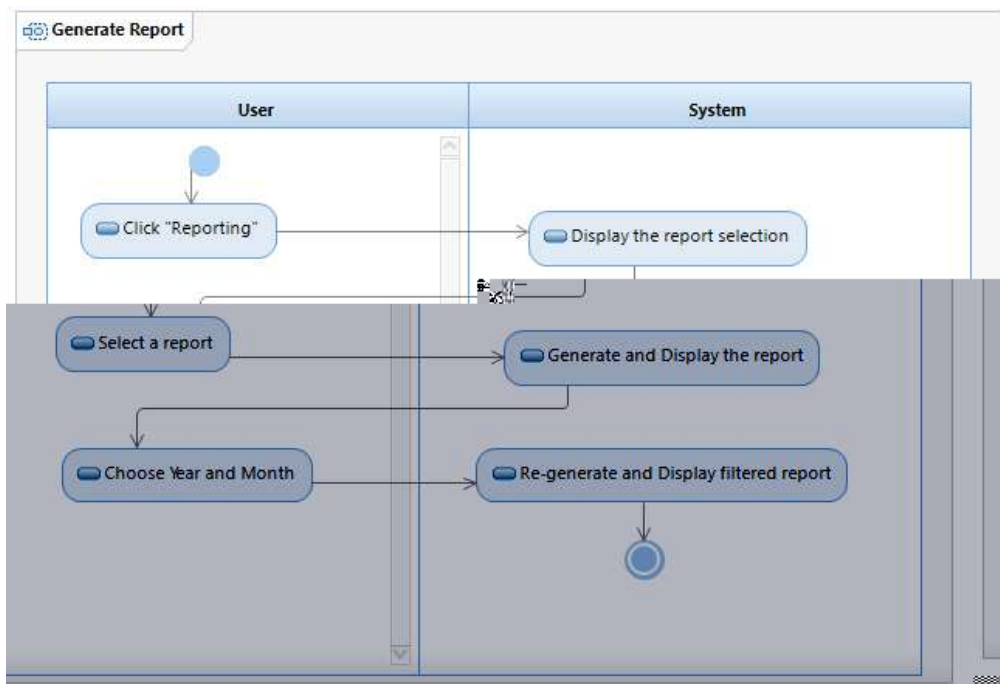 Generate Report
User
System
Click "Reporting"
Display the report selection
Select a report
Generate and Display the report
Choose Year and Month
Re-generate and Display filtered report